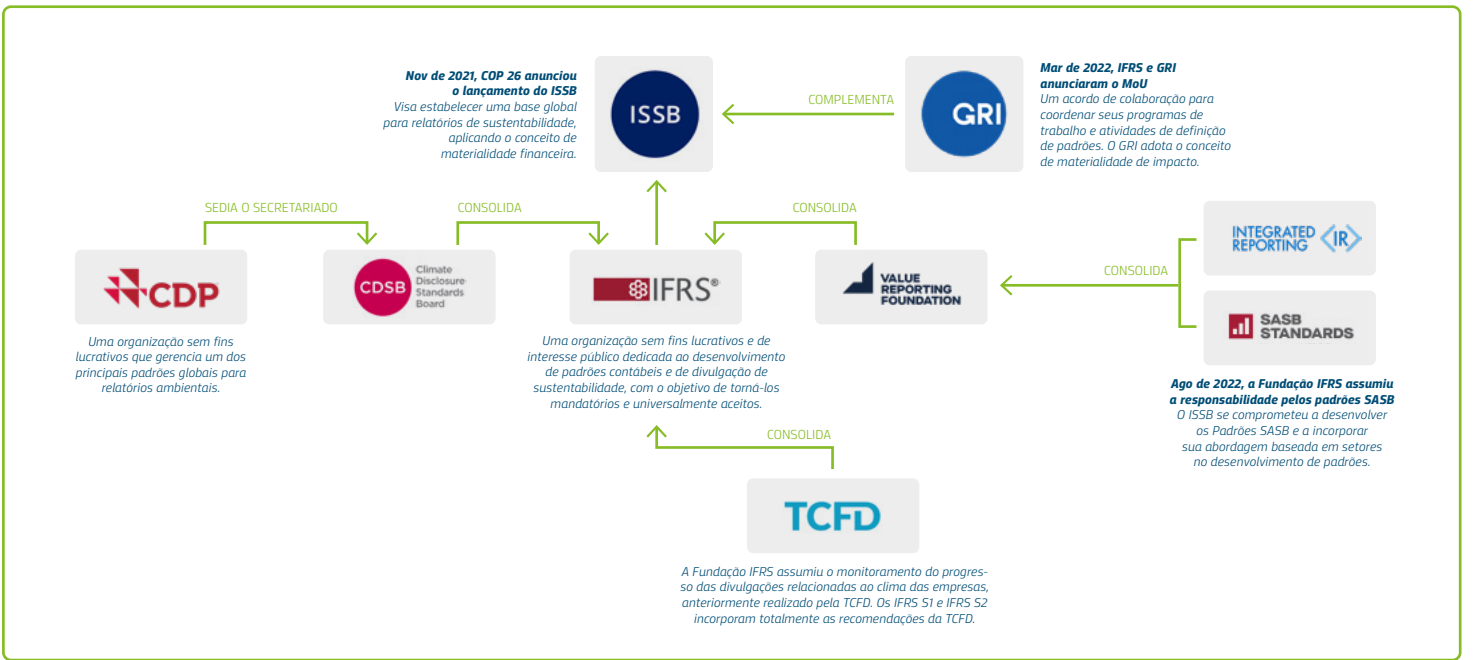 Nov de 2021, COP 26 anunciou
o lançamento do ISSB
Visa estabelecer uma base global
para relatórios de sustentabilidade,
aplicando o conceito de
materialidade financeira.
ISSB
COMPLEMENTA
GRI
Mar de 2022, IFRS e GRI
anunciaram o MoU
Um acordo de colaboração para
coordenar seus programas de
trabalho e atividades de definição
de padrões. O GRI adota o conceito
de materialidade de impacto.
SEDIA O SECRETARIADO
CONSOLIDA
CONSOLIDA
CDP
Uma organização sem fins
lucrativos que gerencia um dos
principais padrões globais para
relatórios ambientais.
CDSB
Climate
Disclosure
Standards
Board
IFRS®
Uma organização sem fins lucrativos e de
interesse público dedicada ao desenvolvimento
de padrões contábeis e de divulgação de
sustentabilidade, com o objetivo de torná-los
mandatórios e universalmente aceitos.
VALUE
REPORTING
FOUNDATION
CONSOLIDA
INTEGRATED
REPORTING <IR>
SASB
STANDARDS
Ago de 2022, a Fundação IFRS assumiu
a responsabilidade pelos padrões SASB
O ISSB se comprometeu a desenvolver
os Padrões SASB e a incorporar
sua abordagem baseada em setores
no desenvolvimento de padrões.
CONSOLIDA
TCFD
A Fundação IFRS assumiu o monitoramento do progres-
so das divulgações relacionadas ao clima das empresas,
anteriormente realizado pela TCFD. Os IFRS S1 e IFRS S2
incorporam totalmente as recomendações da TCFD.